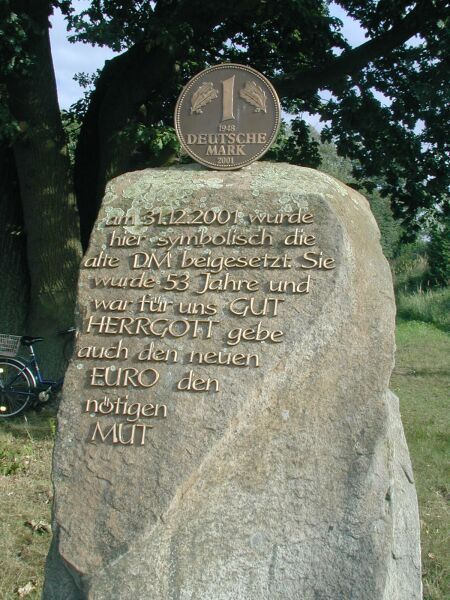 1
1948
DEUTSCHE
MARK
2001
am 31.12.2001 wurde
hier symbolisch die
alte DM beigesetzt. Sie
wurde 53 Jahre und
war für uns GUT
HERRGOTT gebe
auch den neuen
EURO den
nötigen
MUT